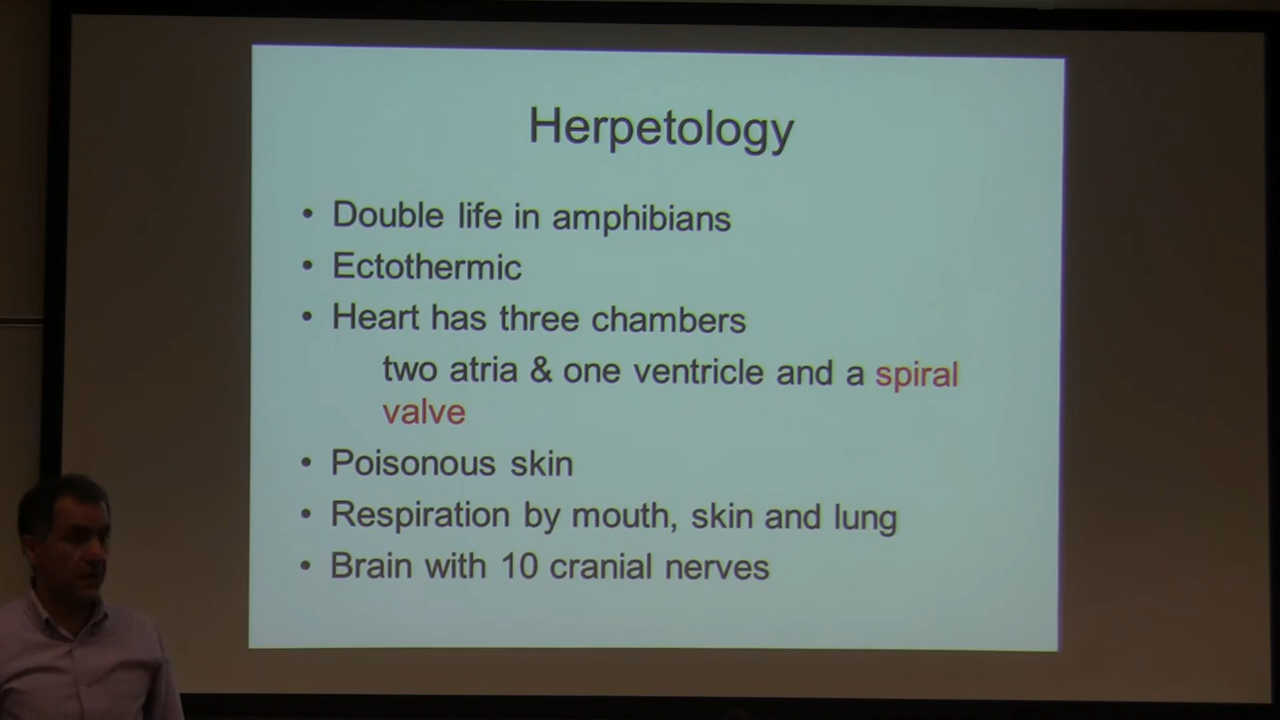 Herpetology
• Double life in amphibians
• Ectothermic
• Heart has three chambers
two atria & one ventricle and a spiral
valve
• Poisonous skin
• Respiration by mouth, skin and lung
• Brain with 10 cranial nerves